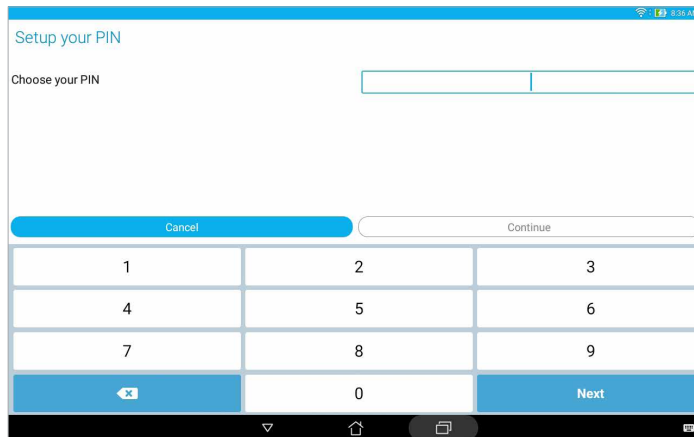 8:36 A
Setup your PIN
Choose your PIN
Cancel
Continue
1 2 3
4 5 6
7 8 9
0 Next